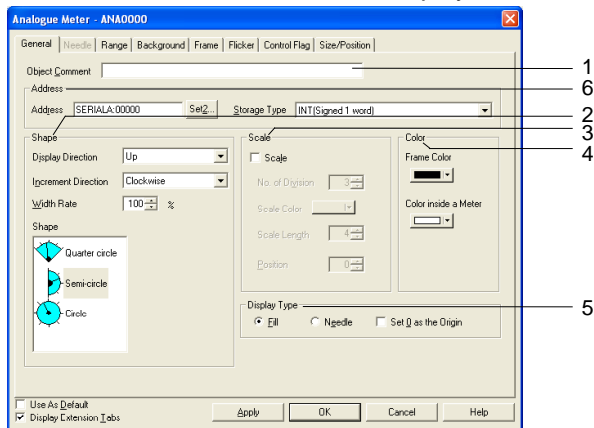 Analogue Meter - ANA0000
General Needle Range Background Frame Flicker Control Flag Size/Position
Object Comment 1
Address 6
Address SERIALA:00000 Set2... Storage Type INT(Signed 1 word)
2
Shape Scale Color 3
4
Display Direction Up Scale Frame Color
Increment Direction Clockwise No. of Division 3
Width Rate 100 % Scale Color Color inside a Meter
Shape Scale Length 4
Quarter circle
Position 0
Semi-circle
Display Type 5
Circle Fill Needle Set 0 as the Origin
Use As Default
Display Extension Tabs Apply OK Cancel Help